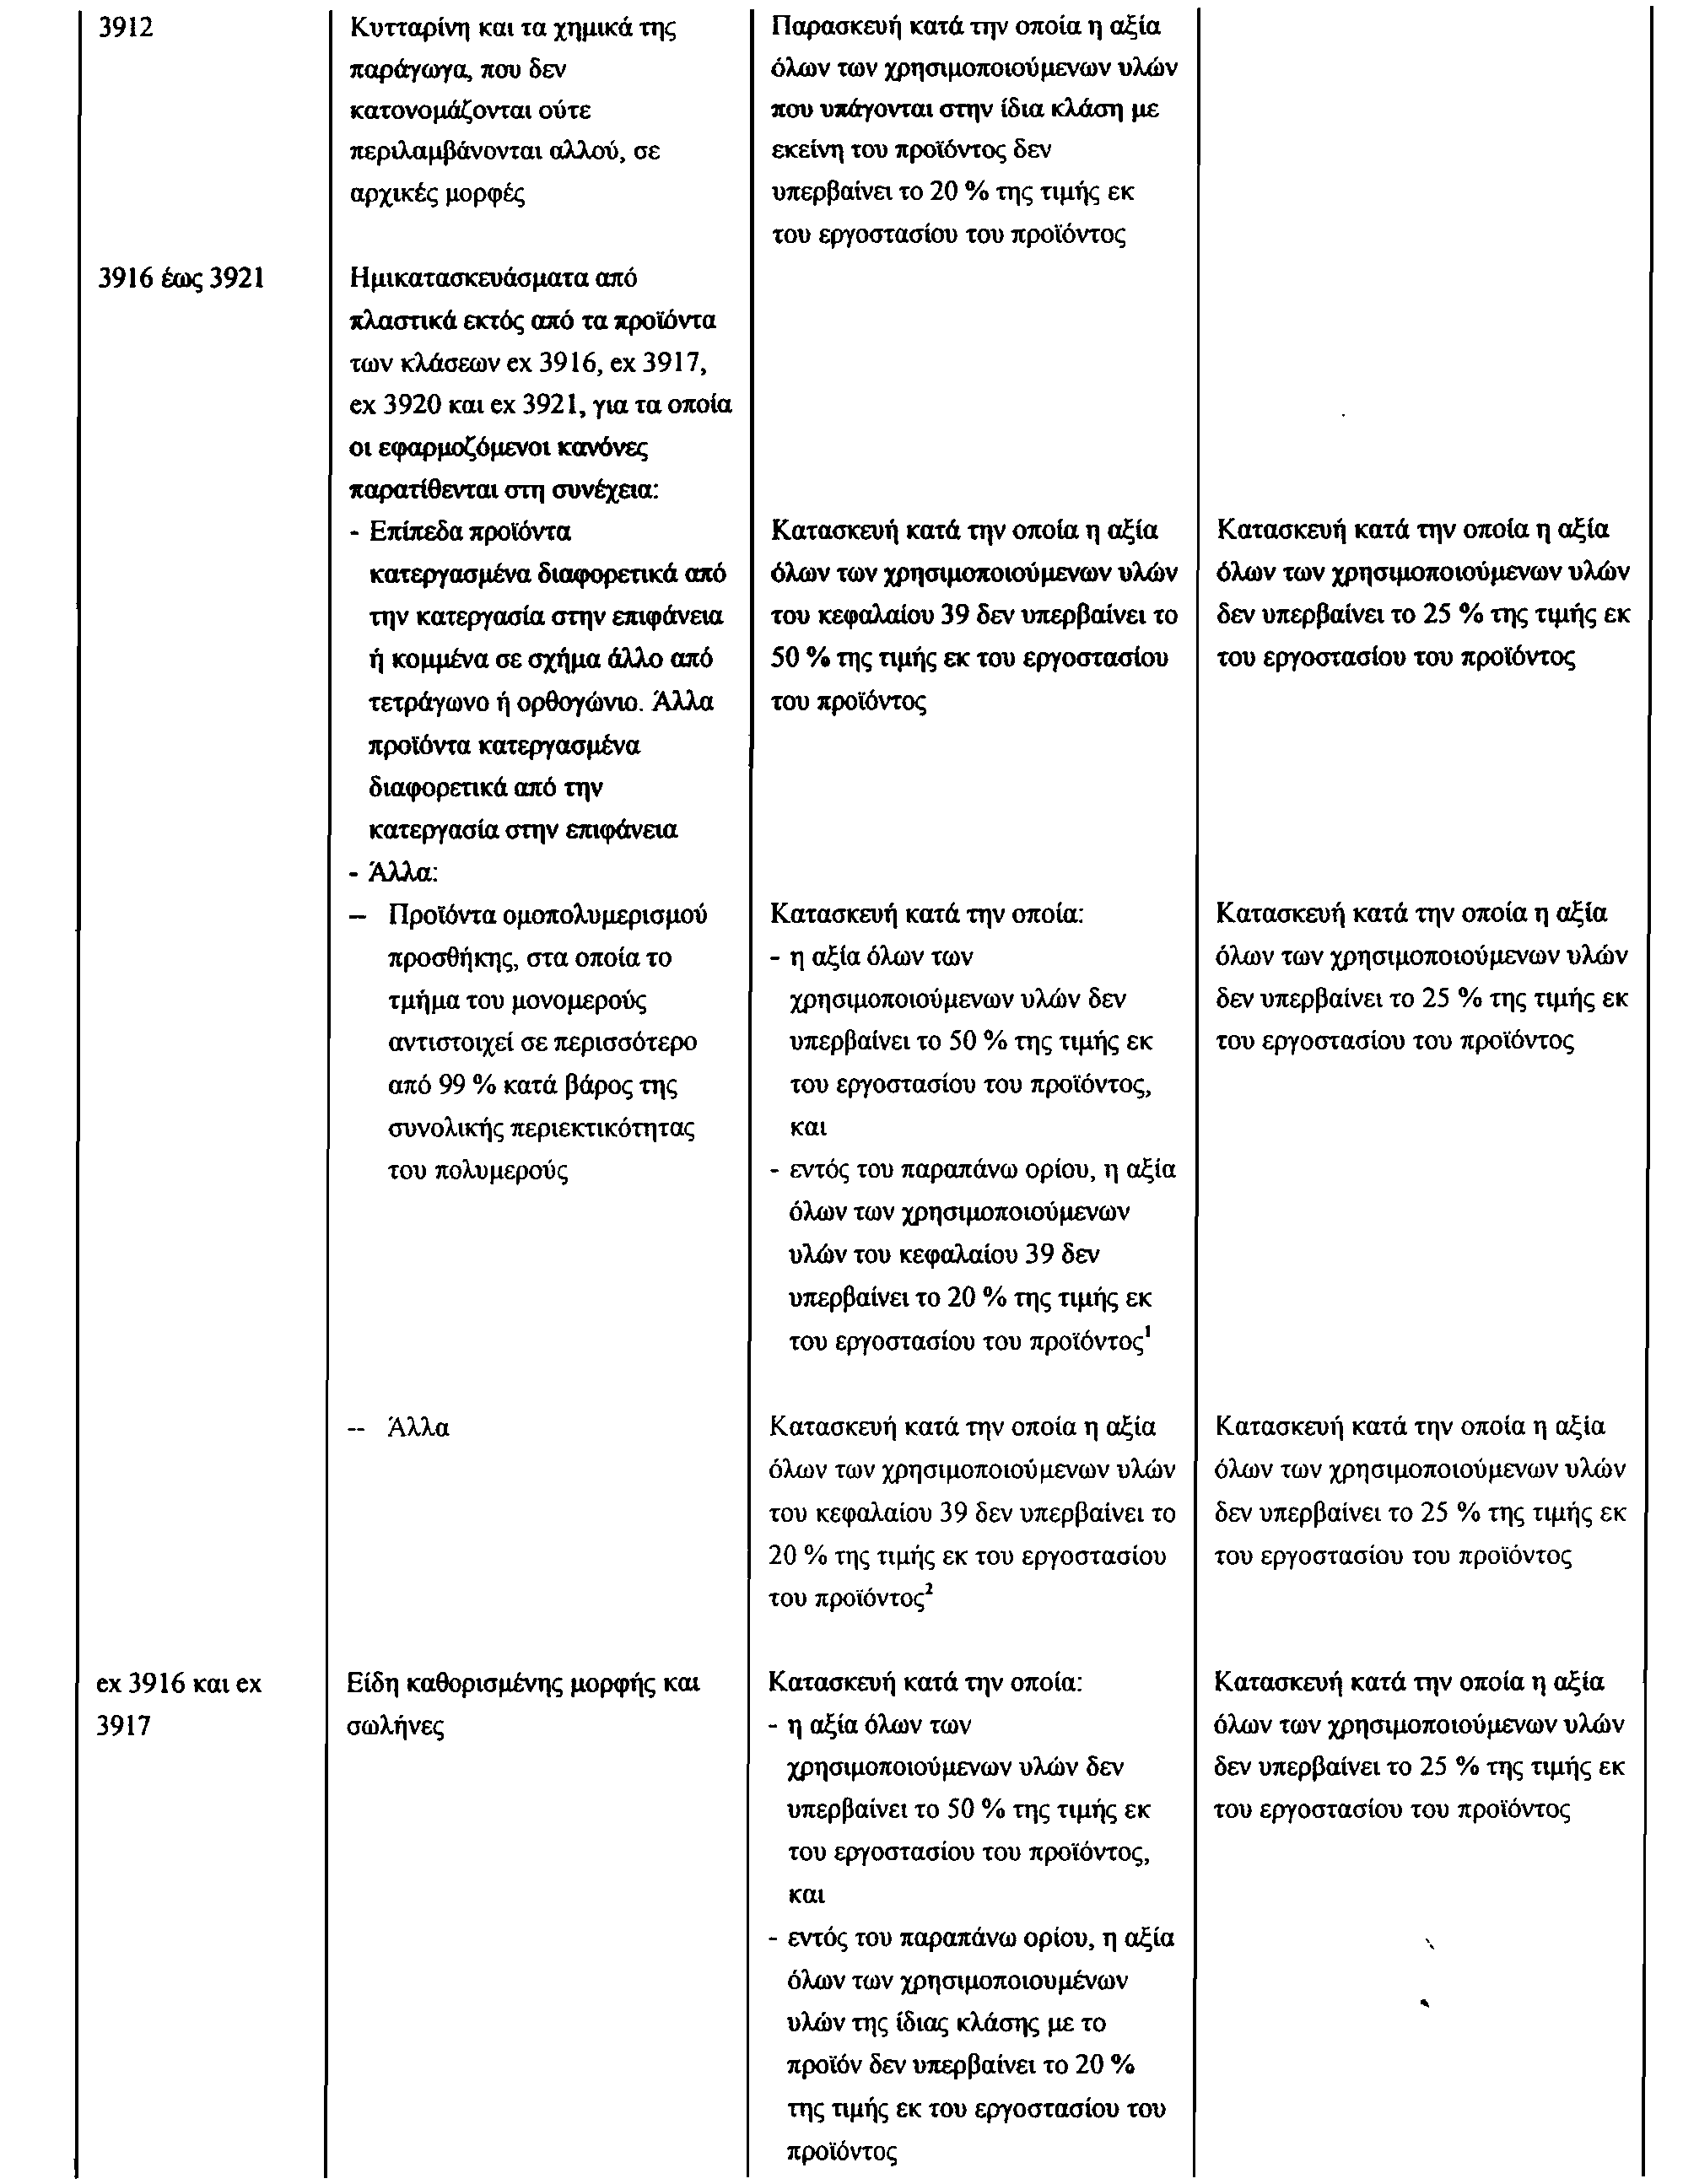 3912
Κυτταρίνη και τα χημικά της
παράγωγα, που δεν
κατονομάζονται ούτε
περιλαμβάνονται αλλού, σε
αρχικές μορφές
Παρασκευή κατά την οποία η αξία
όλων των χρησιμοποιούμενων υλών
που υπάγονται στην ίδια κλάση με
εκείνη του προϊόντος δεν
υπερβαίνει το 20 % της τιμής εκ
του εργοστασίου του προϊόντος
3916 έως 3921
Ημικατασκευάσματα από
πλαστικά εκτός από τα προϊόντα
των κλάσεων ex 3916, ex 3917,
ex 3920 και ex 3921, για τα οποία
οι εφαρμοζόμενοι κανόνες
παρατίθενται στη συνέχεια:
- Επίπεδα προϊόντα
κατεργασμένα διαφορετικά από
την κατεργασία στην επιφάνεια
ή κομμένα σε σχήμα άλλο από
τετράγωνο ή ορθογώνιο. Άλλα
προϊόντα κατεργασμένα
διαφορετικά από την
κατεργασία στην επιφάνεια
Κατασκευή κατά την οποία η αξία
όλων των χρησιμοποιούμενων υλών
του κεφαλαίου 39 δεν υπερβαίνει το
50 % της τιμής εκ του εργοστασίου
του προϊόντος
Κατασκευή κατά την οποία η αξία
όλων των χρησιμοποιούμενων υλών
δεν υπερβαίνει το 25 % της τιμής εκ
του εργοστασίου του προϊόντος
- Άλλα:
-- Προϊόντα ομοπολυμερισμού
προσθήκης, στα οποία το
τμήμα του μονομερούς
αντιστοιχεί σε περισσότερο
από 99 % κατά βάρος της
συνολικής περιεκτικότητας
του πολυμερούς
Κατασκευή κατά την οποία:
- η αξία όλων των
χρησιμοποιούμενων υλών δεν
υπερβαίνει το 50 % της τιμής εκ
του εργοστασίου του προϊόντος,
και
- εντός του παραπάνω ορίου, η αξία
όλων των χρησιμοποιούμενων
υλών του κεφαλαίου 39 δεν
υπερβαίνει το 20 % της τιμής εκ
του εργοστασίου του προϊόντος¹
Κατασκευή κατά την οποία η αξία
όλων των χρησιμοποιούμενων υλών
δεν υπερβαίνει το 25 % της τιμής εκ
του εργοστασίου του προϊόντος
-- Άλλα
Κατασκευή κατά την οποία η αξία
όλων των χρησιμοποιούμενων υλών
του κεφαλαίου 39 δεν υπερβαίνει το
20 % της τιμής εκ του εργοστασίου
του προϊόντος²
Κατασκευή κατά την οποία η αξία
όλων των χρησιμοποιούμενων υλών
δεν υπερβαίνει το 25 % της τιμής εκ
του εργοστασίου του προϊόντος
ex 3916 και ex
3917
Είδη καθορισμένης μορφής και
σωλήνες
Κατασκευή κατά την οποία:
- η αξία όλων των
χρησιμοποιούμενων υλών δεν
υπερβαίνει το 50 % της τιμής εκ
του εργοστασίου του προϊόντος,
και
- εντός του παραπάνω ορίου, η αξία
όλων των χρησιμοποιουμένων
υλών της ίδιας κλάσης με το
προϊόν δεν υπερβαίνει το 20 %
της τιμής εκ του εργοστασίου του
προϊόντος
Κατασκευή κατά την οποία η αξία
όλων των χρησιμοποιούμενων υλών
δεν υπερβαίνει το 25 % της τιμής εκ
του εργοστασίου του προϊόντος